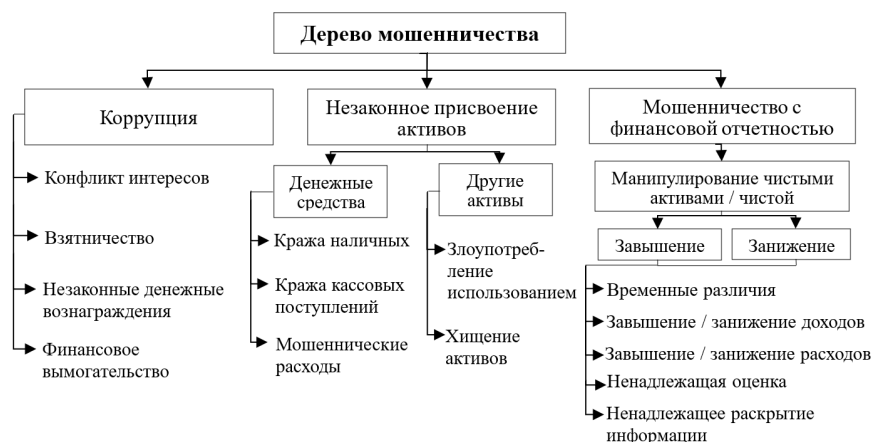 Дерево мошенничества
Коррупция
Конфликт интересов
Взятничество
Незаконные денежные
вознаграждения
Финансовое
вымогательство
Незаконное присвоение
активов
Денежные
средства
Кража наличных
Кража кассовых
поступлений
Мошеннические
расходы
Другие
активы
Злоупотреб-
ление
использованием
Хищение
активов
Мошенничество с
финансовой отчетностью
Манипулирование чистыми
активами / чистой
Завышение
Занижение
Временные различия
Завышение / занижение доходов
Завышение / занижение расходов
Ненадлежащая оценка
Ненадлежащее раскрытие
информации